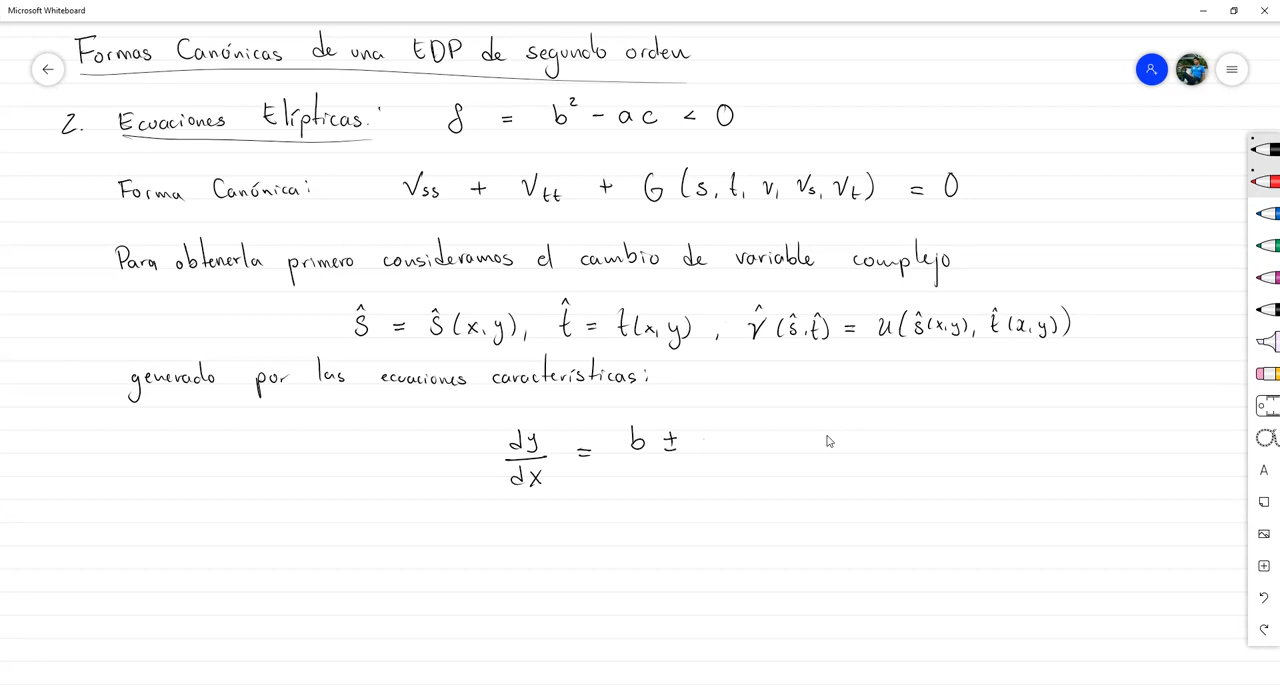 Microsoft Whiteboard
Formas Canónicas de una EDP de segundo orden
2. Ecuaciones Elípticas: δ = b² - ac < 0
Forma Canónica: Vss + Vtt + G(s, t, v, Vs, Vt) = 0
Para obtenerla primero consideramos el cambio de variable complejo
ŝ = ŝ(x,y), t̂ = t(x,y), v̂(ŝ,t̂) = u(ŝ(x,y), t̂(x,y))
generado por las ecuaciones características:
dy/dx = b ±
A